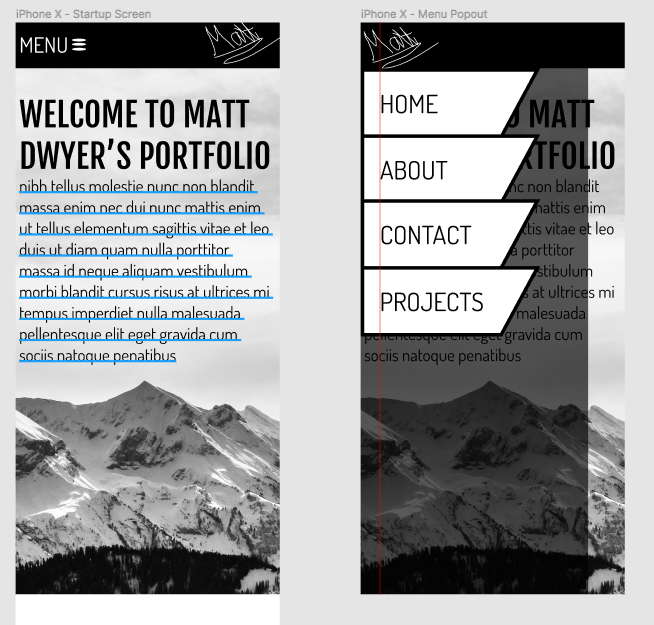 iPhone X - Startup Screen
MENU
Matt
WELCOME TO MATT
DWYER'S PORTFOLIO
nibh tellus molestie nunc non blandit
massa enim nec dui nunc mattis enim
ut tellus elementum sagittis vitae et leo
duis ut diam quam nulla porttitor
massa id neque aliquam vestibulum
morbi blandit cursus risus at ultrices mi
tempus imperdiet nulla malesuada
pellentesque elit eget gravida cum
sociis natoque penatibus
iPhone X - Menu Popout
Matt
HOME
ABOUT
CONTACT
PROJECTS
O MATT
RTFOLIO
nc non blandit
mattis enim
s vitae et leo
a porttitor
stibulum
s at ultrices mi
malesuada
pellentesque elit eget gravida cum
sociis natoque penatibus